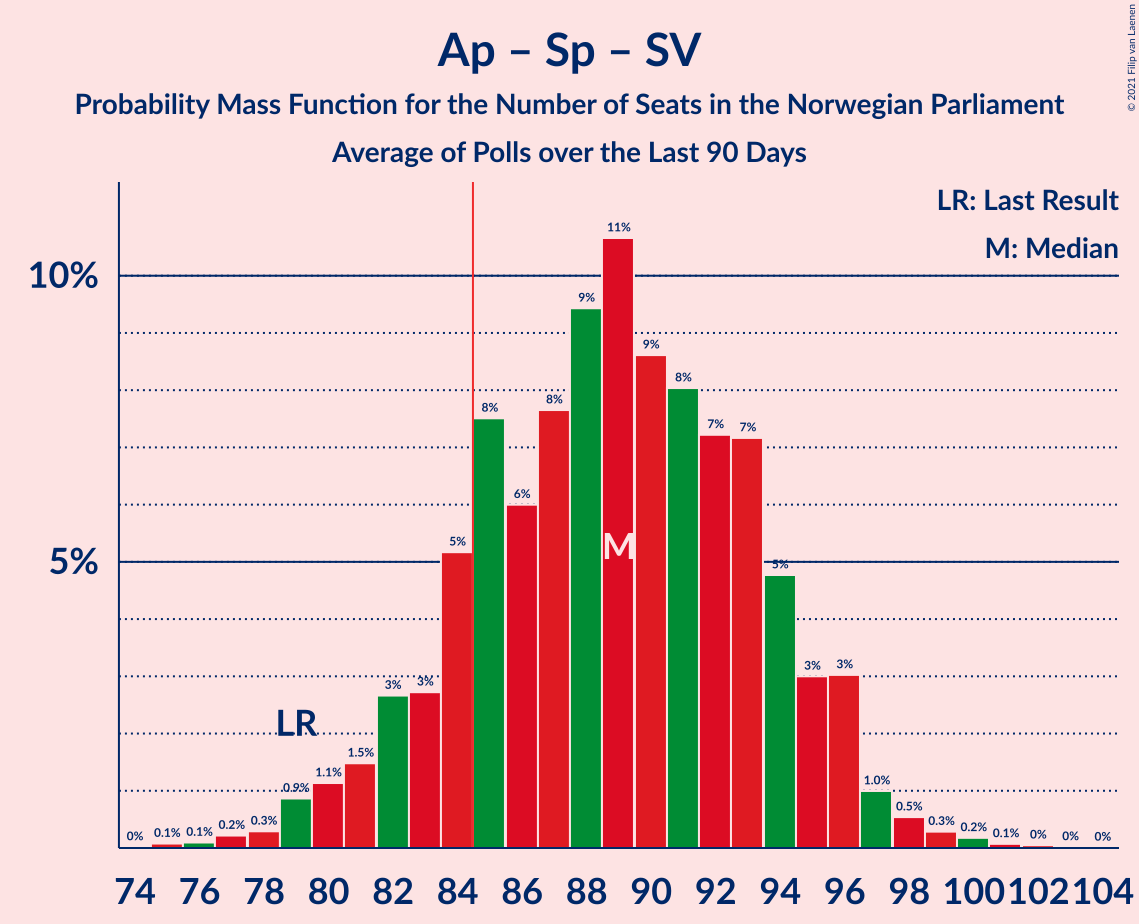 Ap – Sp – SV
Probability Mass Function for the Number of Seats in the Norwegian Parliament
Average of Polls over the Last 90 Days
© 2021 Filip van Laenen
LR: Last Result
M: Median
10%
5%
0% 0.1% 0.1% 0.2% 0.3% 0.9% 1.1% 1.5% 3% 3% 5% 8% 6% 8% 9% 11% 9% 8% 7% 7% 5% 3% 3% 1.0% 0.5% 0.3% 0.2% 0.1% 0% 0% 0%
LR
M
74 76 78 80 82 84 86 88 90 92 94 96 98 100 102 104